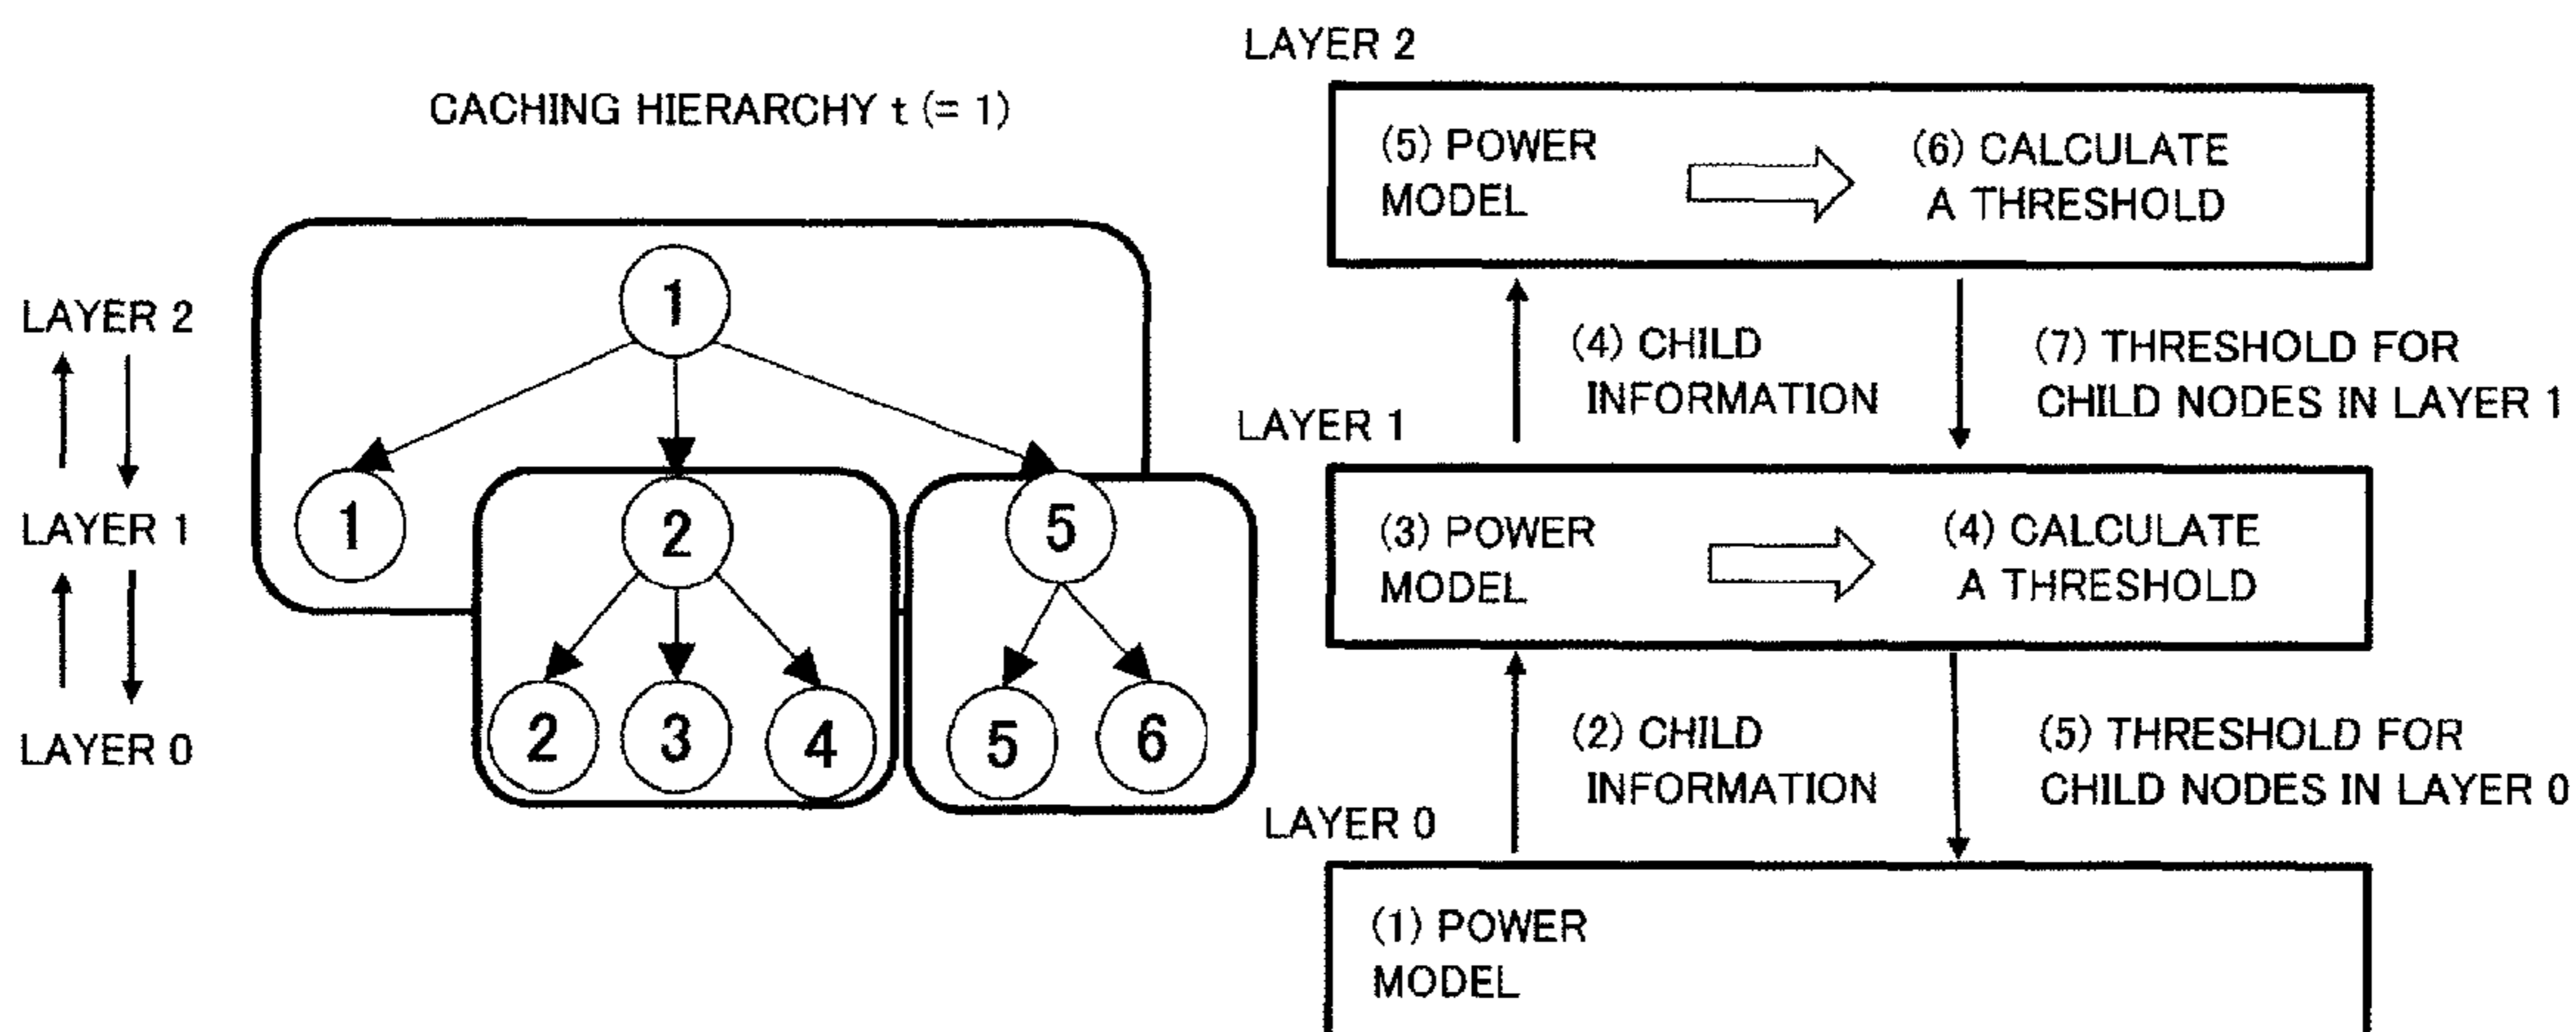 CACHING HIERARCHY t (= 1)
LAYER 2
LAYER 1
LAYER 0
1
1
2
5
2
3
4
5
6
LAYER 2
(5) POWER
MODEL
(6) CALCULATE
A THRESHOLD
(4) CHILD
INFORMATION
(7) THRESHOLD FOR
CHILD NODES IN LAYER 1
LAYER 1
(3) POWER
MODEL
(4) CALCULATE
A THRESHOLD
(2) CHILD
INFORMATION
(5) THRESHOLD FOR
CHILD NODES IN LAYER 0
LAYER 0
(1) POWER
MODEL